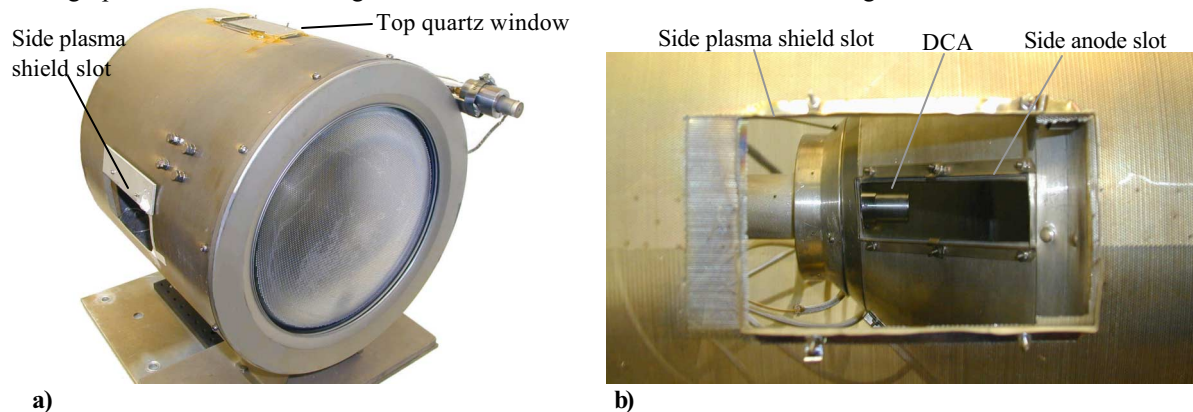 Top quartz window
Side plasma
shield slot
Side plasma shield slot
DCA
Side anode slot
a)
b)